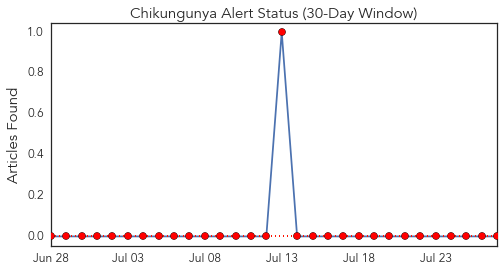 Chikungunya Alert Status (30-Day Window)
Articles Found
1.0
0.8
0.6
0.4
0.2
0.0
Jun 28 Jul 03 Jul 08 Jul 13 Jul 18 Jul 23